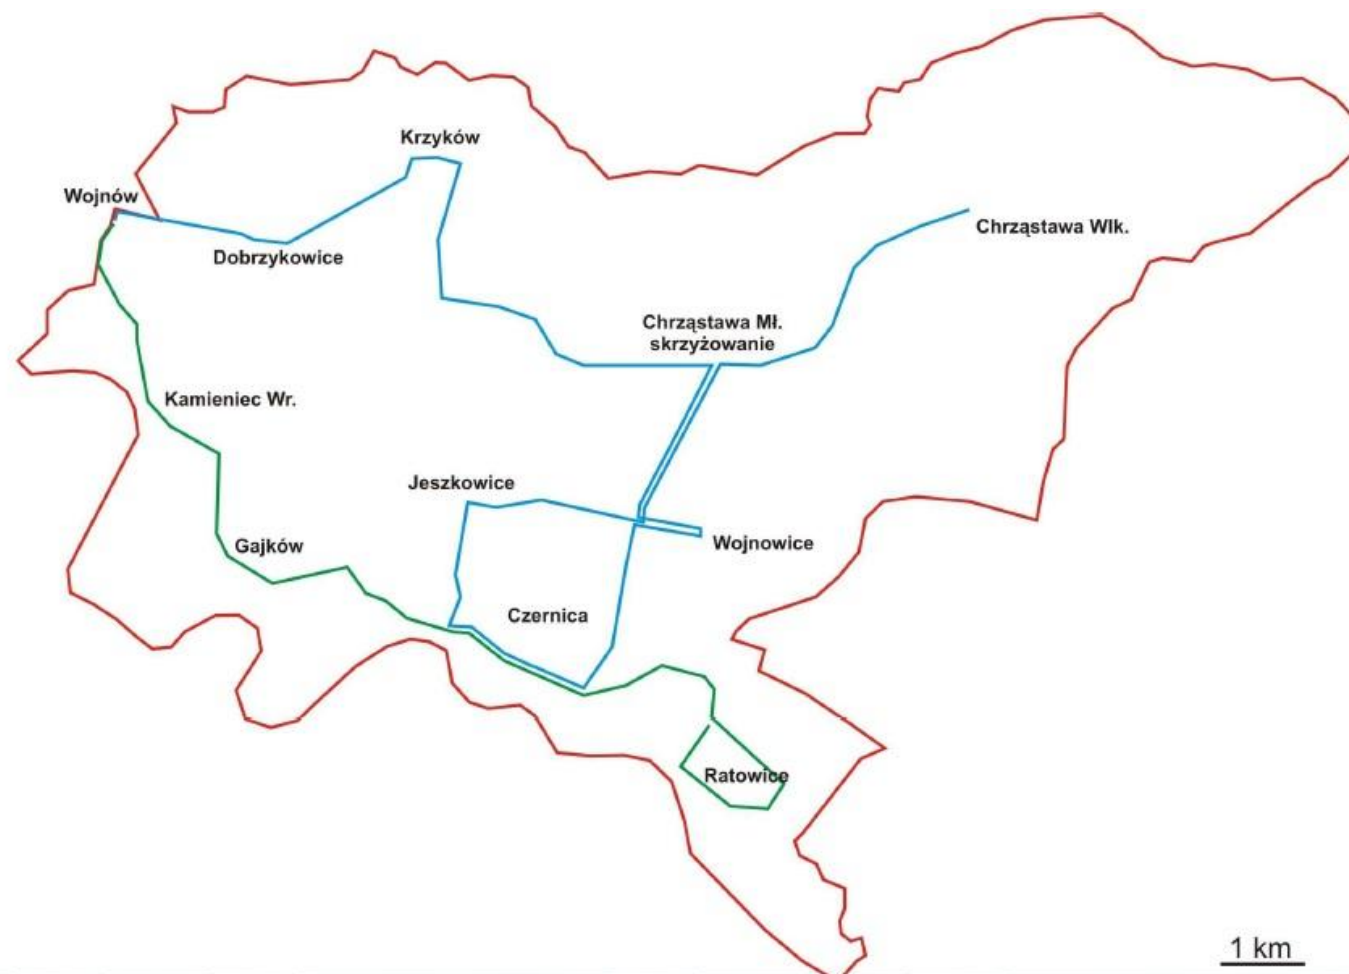 Krzyków
Wojnów
Dobrzykowice
Chrząstawa Wlk.
Chrząstawa Mł.
skrzyżowanie
Kamieniec Wr.
Jeszkowice
Gajków
Wojnowice
Czernica
Ratowice
1 km